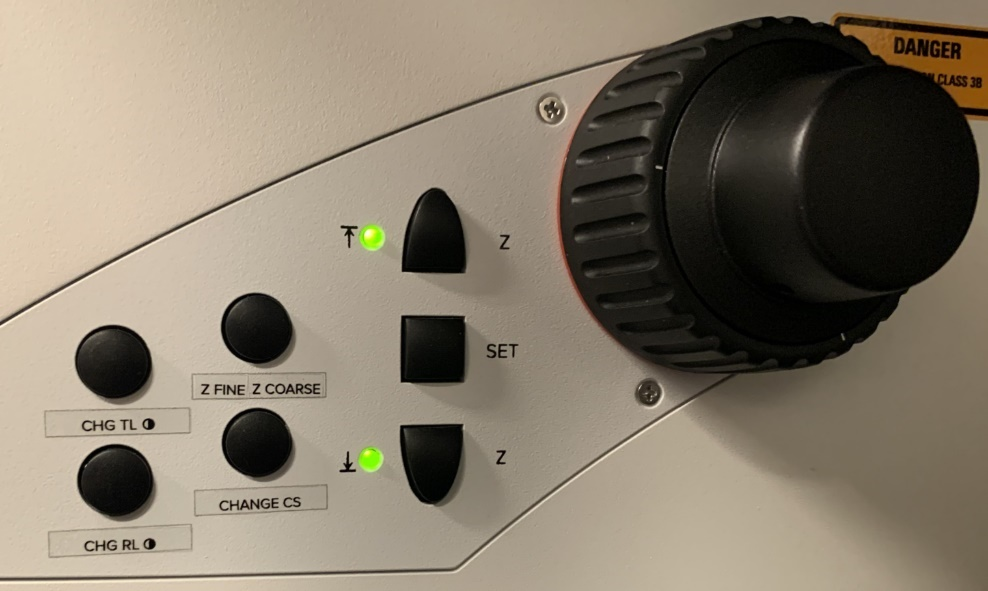 DANGER
CLASS 3B
Z
SET
Z
Z FINE Z COARSE
CHG TL
CHANGE CS
CHG RL